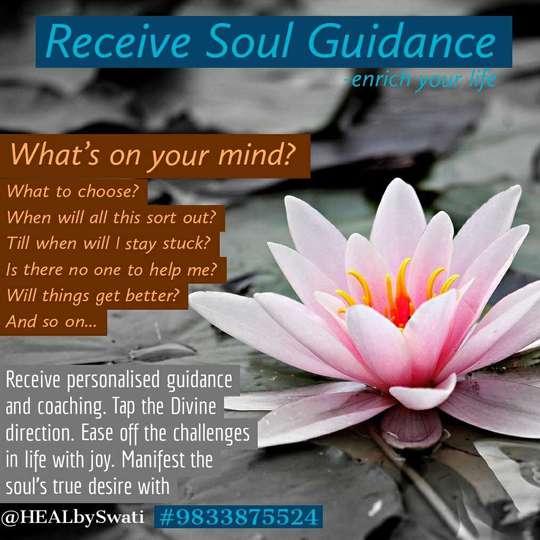 Receive Soul Guidance
-enrich your life
What's on your mind?
What to choose?
When will all this sort out?
Till when will I stay stuck?
Is there no one to help me?
Will things get better?
And so on...
Receive personalised guidance
and coaching. Tap the Divine
direction. Ease off the challenges
in life with joy. Manifest the
soul's true desire with
@HEALbySwati #9833875524